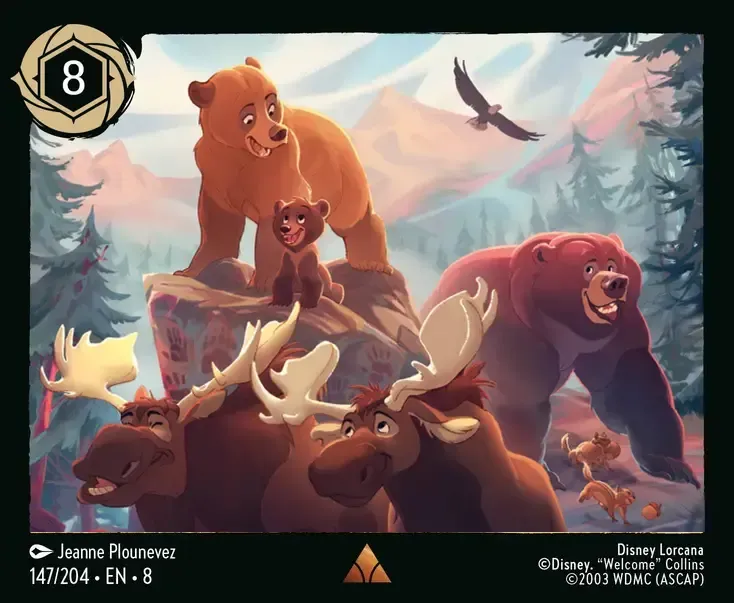 8
Jeanne Plounevez
147/204 • EN • 8
Disney Lorcana
©Disney. “Welcome” Collins
©2003 WDMC (ASCAP)